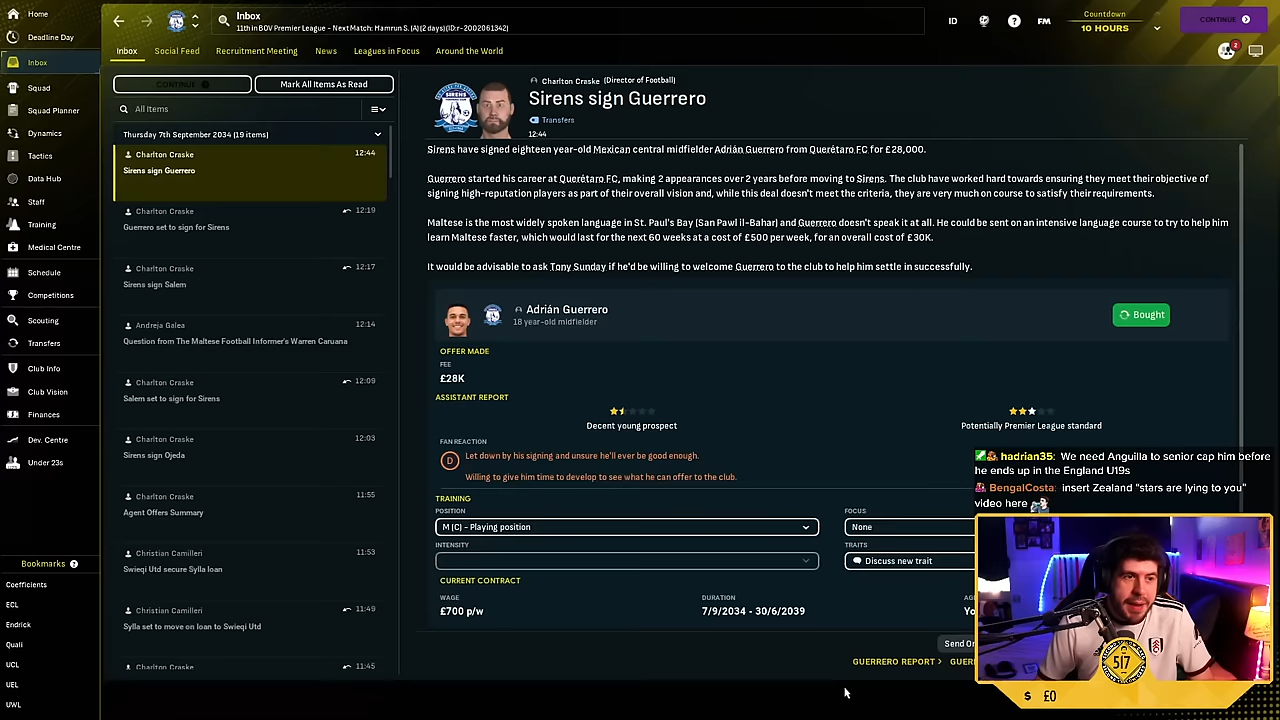 Home
Deadline Day
Inbox
Squad
Squad Planner
Dynamics
Tactics
Data Hub
Staff
Training
Medical Centre
Schedule
Competitions
Scouting
Transfers
Club Info
Club Vision
Finances
Dev. Centre
Under 23s
Bookmarks
Coefficients
ECL
Endrick
Quali
UCL
UEL
UWL
Inbox
11th in BOV Premier League - Next Match: Hamrun S. (A)(2 days)(ID:r-2002061342)
ID
FM
Countdown
10 HOURS
CONTINUE
Inbox
Social Feed
Recruitment Meeting
News
Leagues in Focus
Around the World
2
CONTINUE
Mark All Items As Read
All Items
Thursday 7th September 2034 (19 items)
Charlton Craske
12:44
Sirens sign Guerrero
Charlton Craske
12:19
Guerrero set to sign for Sirens
Charlton Craske
12:17
Sirens sign Salem
Andreja Galea
12:14
Question from The Maltese Football Informer's Warren Caruana
Charlton Craske
12:09
Salem set to sign for Sirens
Charlton Craske
12:03
Sirens sign Ojeda
Charlton Craske
11:55
Agent Offers Summary
Christian Camilleri
11:53
Swieqi Utd secure Sylla loan
Christian Camilleri
11:49
Sylla set to move on loan to Swieqi Utd
Charlton Craske
11:45
SIRENS
Charlton Craske (Director of Football)
Sirens sign Guerrero
Transfers
12:44
Sirens have signed eighteen year-old Mexican central midfielder Adrián Guerrero from Querétaro FC for £28,000.
Guerrero started his career at Querétaro FC, making 2 appearances over 2 years before moving to Sirens. The club have worked hard towards ensuring they meet their objective of
signing high-reputation players as part of their overall vision and, while this deal doesn't meet the criteria, they are very much on course to satisfy their requirements.
Maltese is the most widely spoken language in St. Paul's Bay (San Pawl il-Baħar) and Guerrero doesn't speak it at all. He could be sent on an intensive language course to try to help him
learn Maltese faster, which would last for the next 60 weeks at a cost of £500 per week, for an overall cost of £30K.
It would be advisable to ask Tony Sunday if he'd be willing to welcome Guerrero to the club to help him settle in successfully.
Adrián Guerrero
18 year-old midfielder
Bought
OFFER MADE
FEE
£28K
ASSISTANT REPORT
Decent young prospect
Potentially Premier League standard
FAN REACTION
D
Let down by his signing and unsure he'll ever be good enough.
Willing to give him time to develop to see what he can offer to the club.
TRAINING
POSITION
M (C) - Playing position
FOCUS
None
INTENSITY
TRAITS
Discuss new trait
CURRENT CONTRACT
WAGE
£700 p/w
DURATION
7/9/2034 - 30/6/2039
AG
Yo
Send On
GUERRERO REPORT >
GUER
hadrian35: We need Anguilla to senior cap him before
he ends up in the England U19s
BengalCosta: insert Zealand "stars are lying to you"
video here
517
$ £0